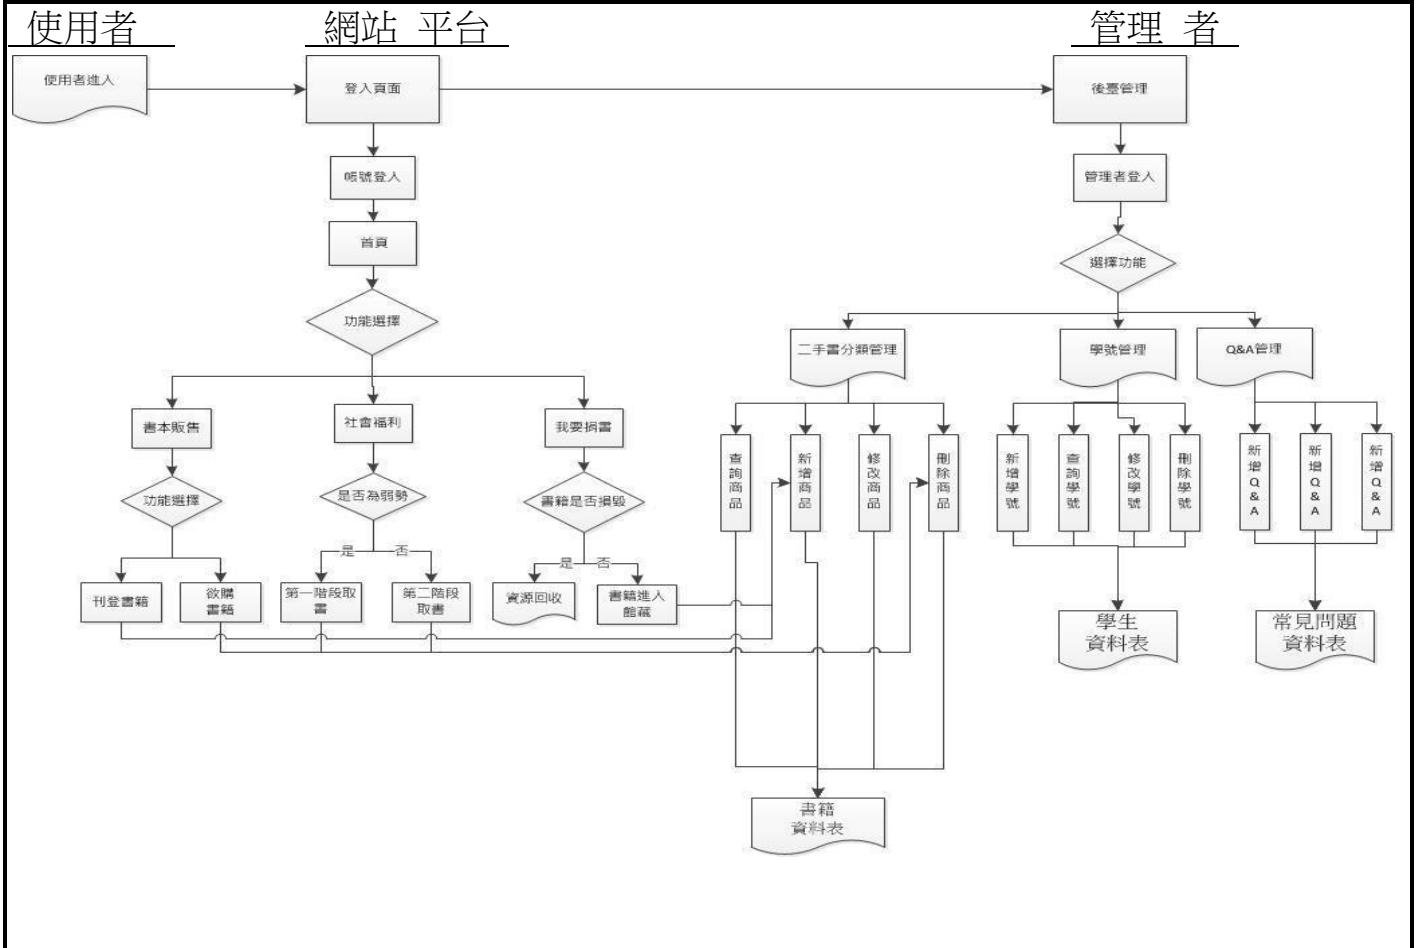 使用者
網站 平台
管理 者
使用者進入
登入頁面
後臺管理
帳號登入
管理者登入
首頁
選擇功能
功能選擇
二手書分類管理
學號管理
Q&A管理
書本販售
社會福利
我要捐書
查詢商品
新增商品
修改商品
刪除商品
新增學號
查詢學號
修改學號
刪除學號
新增Q&A
新增Q&A
新增Q&A
功能選擇
是否為弱勢
書籍是否損毀
是
否
是
否
刊登書籍
欲購
書籍
第一階段取
書
第二階段
取書
資源回收
書籍進入
館藏
學生
資料表
常見問題
資料表
書籍
資料表